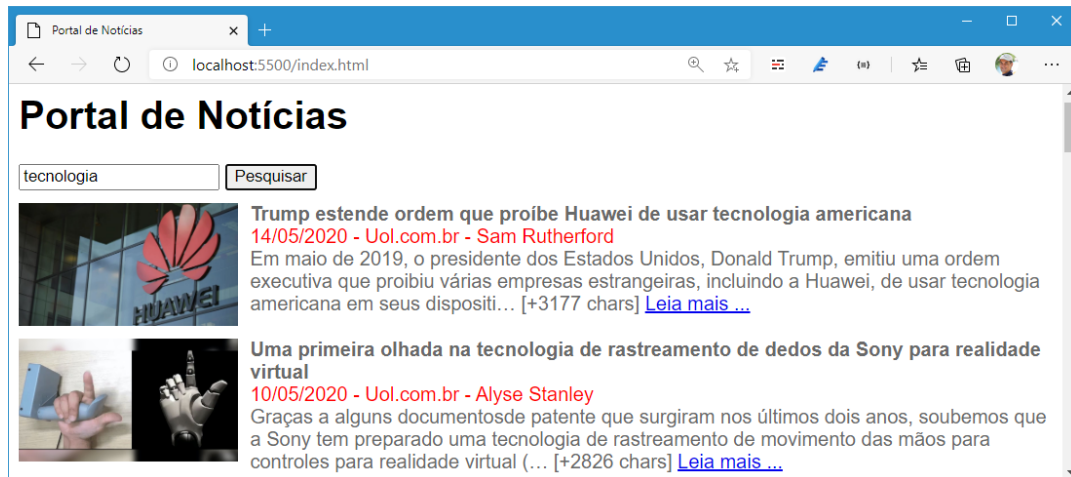 Portal de Notícias
localhost:5500/index.html
Portal de Notícias
tecnologia Pesquisar
HUAWEI
Trump estende ordem que proíbe Huawei de usar tecnologia americana
14/05/2020 - Uol.com.br - Sam Rutherford
Em maio de 2019, o presidente dos Estados Unidos, Donald Trump, emitiu uma ordem
executiva que proibiu várias empresas estrangeiras, incluindo a Huawei, de usar tecnologia
americana em seus dispositi… [+3177 chars] Leia mais ...
Uma primeira olhada na tecnologia de rastreamento de dedos da Sony para realidade
virtual
10/05/2020 - Uol.com.br - Alyse Stanley
Graças a alguns documentosde patente que surgiram nos últimos dois anos, soubemos que
a Sony tem preparado uma tecnologia de rastreamento de movimento das mãos para
controles para realidade virtual (… [+2826 chars] Leia mais ...